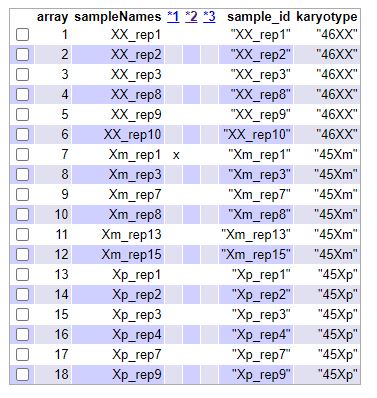 array sampleNames *1 *2 *3 sample_id karyotype
1 XX_rep1 "XX_rep1" "46XX"
2 XX_rep2 "XX_rep2" "46XX"
3 XX_rep3 "XX_rep3" "46XX"
4 XX_rep8 "XX_rep8" "46XX"
5 XX_rep9 "XX_rep9" "46XX"
6 XX_rep10 "XX_rep10" "46XX"
7 Xm_rep1 x "Xm_rep1" "45Xm"
8 Xm_rep3 "Xm_rep3" "45Xm"
9 Xm_rep7 "Xm_rep7" "45Xm"
10 Xm_rep8 "Xm_rep8" "45Xm"
11 Xm_rep13 "Xm_rep13" "45Xm"
12 Xm_rep15 "Xm_rep15" "45Xm"
13 Xp_rep1 "Xp_rep1" "45Xp"
14 Xp_rep2 "Xp_rep2" "45Xp"
15 Xp_rep3 "Xp_rep3" "45Xp"
16 Xp_rep4 "Xp_rep4" "45Xp"
17 Xp_rep7 "Xp_rep7" "45Xp"
18 Xp_rep9 "Xp_rep9" "45Xp"